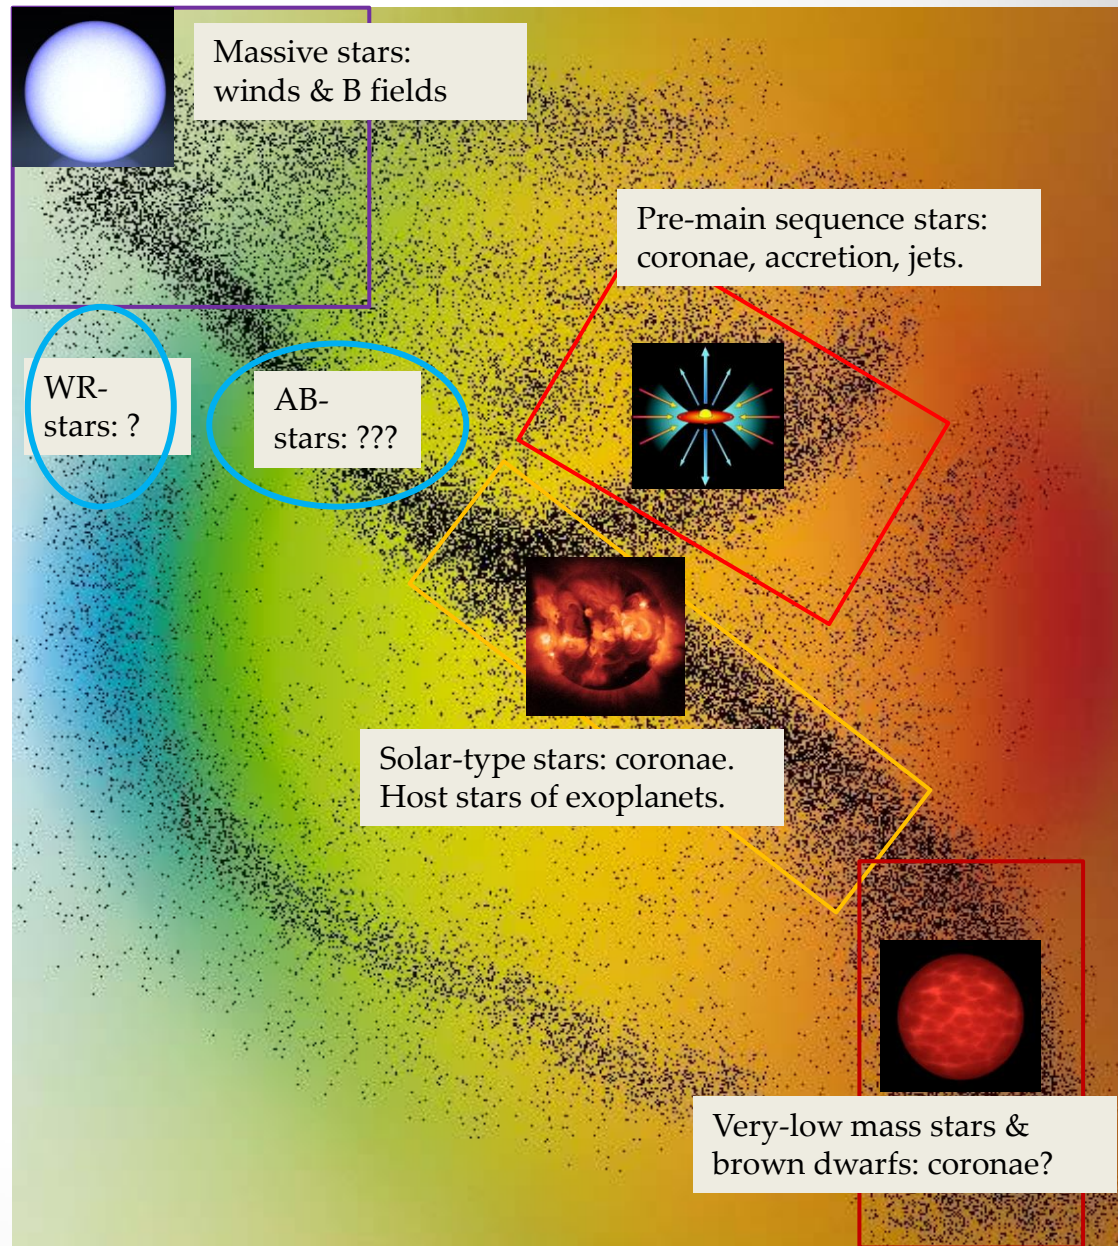 Massive stars:
winds & B fields
Pre-main sequence stars:
coronae, accretion, jets.
WR-
stars: ?
AB-
stars: ???
Solar-type stars: coronae.
Host stars of exoplanets.
Very-low mass stars &
brown dwarfs: coronae?